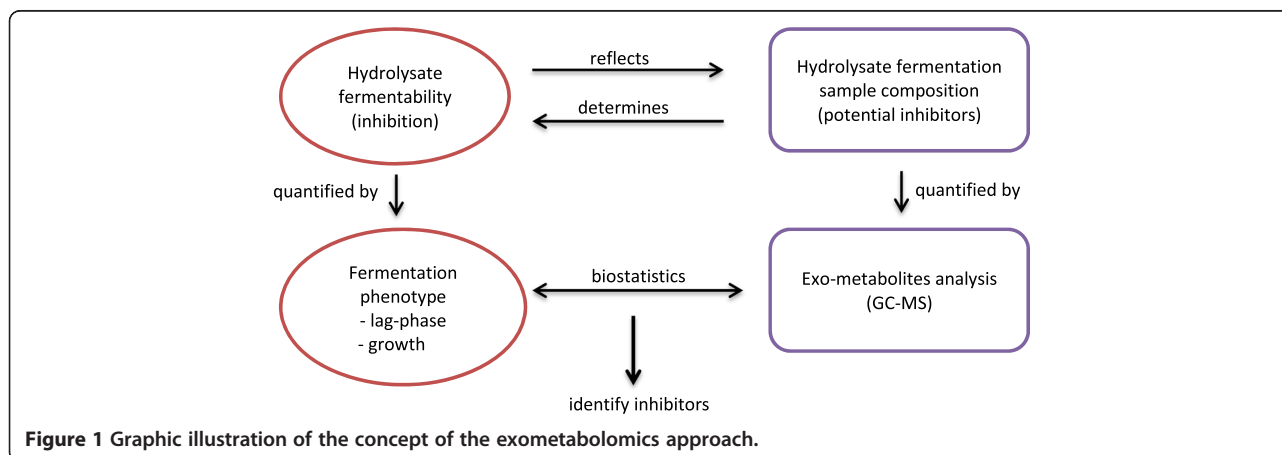 Hydrolysate
fermentability
(inhibition)
reflects
determines
Hydrolysate fermentation
sample composition
(potential inhibitors)
quantified by
quantified by
Fermentation
phenotype
- lag-phase
- growth
biostatistics
Exo-metabolites analysis
(GC-MS)
identify inhibitors
Figure 1 Graphic illustration of the concept of the exometabolomics approach.